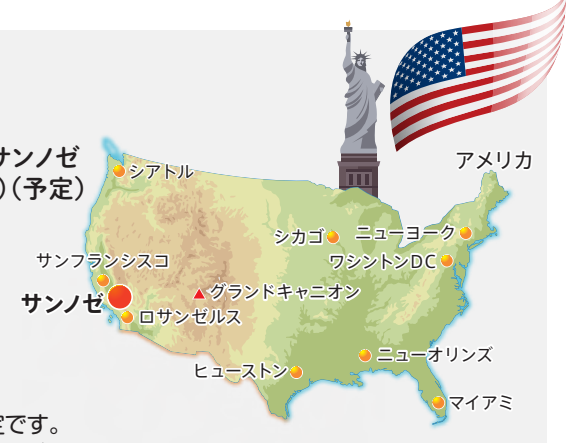 サンノゼ
)(予定)
アメリカ
シアトル
シカゴ
ニューヨーク
ワシントンDC
サンフランシスコ
サンノゼ
グランドキャニオン
ロサンゼルス
ニューオリンズ
ヒューストン
マイアミ
定です。